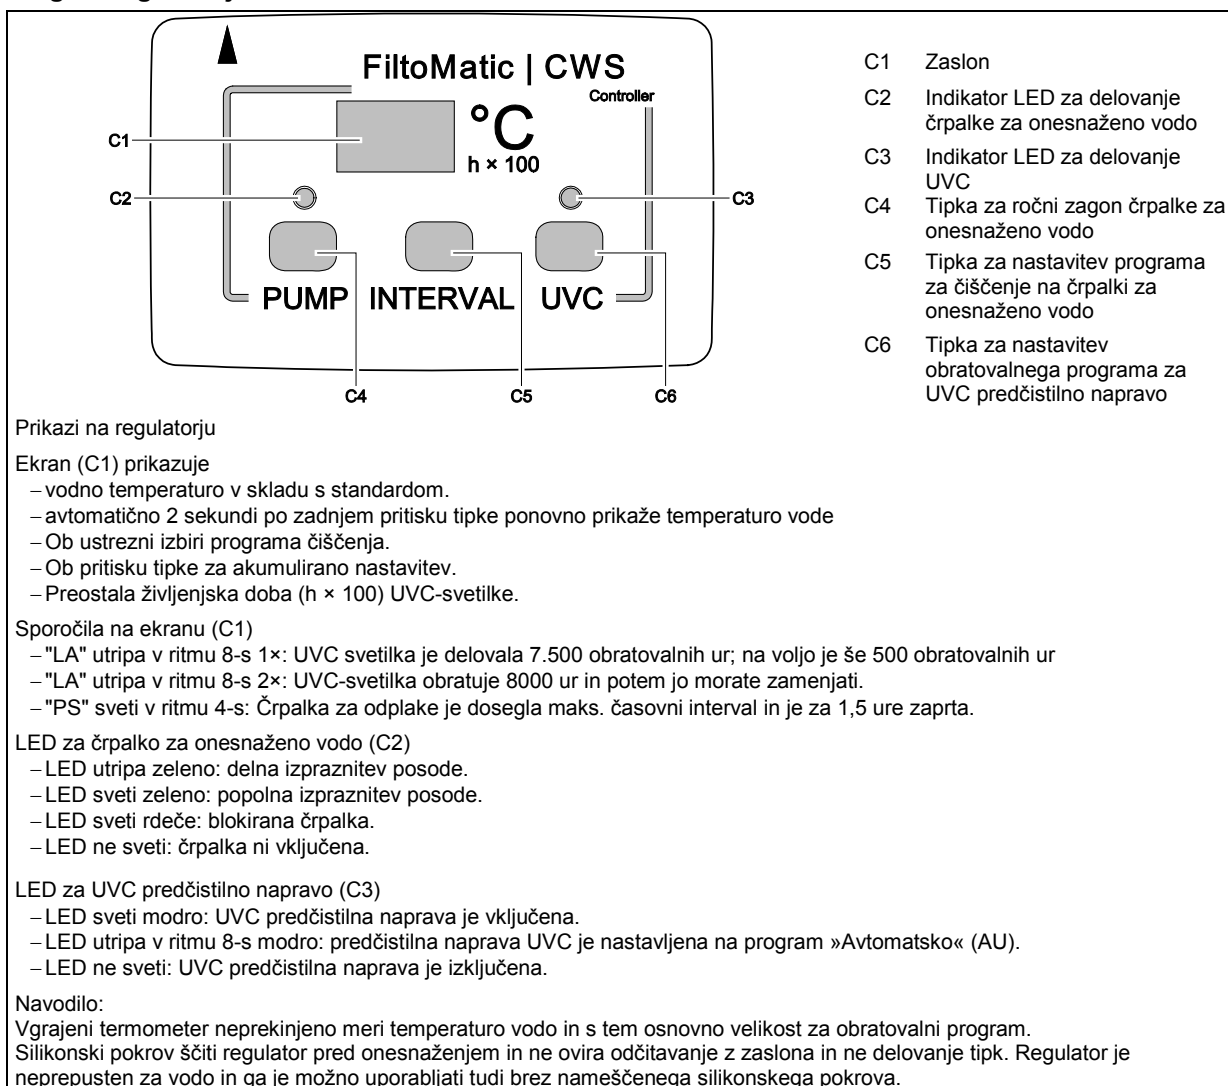 FiltoMatic | CWS
Controller
°C
h × 100
C1
C2
C3
PUMP INTERVAL UVC
C4 C5 C6
C1 Zaslon
C2 Indikator LED za delovanje
črpalke za onesnaženo vodo
C3 Indikator LED za delovanje
UVC
C4 Tipka za ročni zagon črpalke za
onesnaženo vodo
C5 Tipka za nastavitev programa
za čiščenje na črpalki za
onesnaženo vodo
C6 Tipka za nastavitev
obratovalnega programa za
UVC predčistilno napravo
Prikazi na regulatorju
Ekran (C1) prikazuje
– vodno temperaturo v skladu s standardom.
– avtomatično 2 sekundi po zadnjem pritisku tipke ponovno prikaže temperaturo vode
– Ob ustrezni izbiri programa čiščenja.
– Ob pritisku tipke za akumulirano nastavitev.
– Preostala življenjska doba (h × 100) UVC-svetilke.
Sporočila na ekranu (C1)
– "LA" utripa v ritmu 8-s 1×: UVC svetilka je delovala 7.500 obratovalnih ur; na voljo je še 500 obratovalnih ur
– "LA" utripa v ritmu 8-s 2×: UVC-svetilka obratuje 8000 ur in potem jo morate zamenjati.
– "PS" sveti v ritmu 4-s: Črpalka za odplake je dosegla maks. časovni interval in je za 1,5 ure zaprta.
LED za črpalko za onesnaženo vodo (C2)
– LED utripa zeleno: delna izpraznitev posode.
– LED sveti zeleno: popolna izpraznitev posode.
– LED sveti rdeče: blokirana črpalka.
– LED ne sveti: črpalka ni vključena.
LED za UVC predčistilno napravo (C3)
– LED sveti modro: UVC predčistilna naprava je vključena.
– LED utripa v ritmu 8-s modro: predčistilna naprava UVC je nastavljena na program »Avtomatsko« (AU).
– LED ne sveti: UVC predčistilna naprava je izključena.
Navodilo:
Vgrajeni termometer neprekinjeno meri temperaturo vodo in s tem osnovno velikost za obratovalni program.
Silikonski pokrov ščiti regulator pred onesnaženjem in ne ovira odčitavanje z zaslona in ne delovanje tipk. Regulator je
neprepusten za vodo in ga je možno uporabljati tudi brez nameščenega silikonskega pokrova.